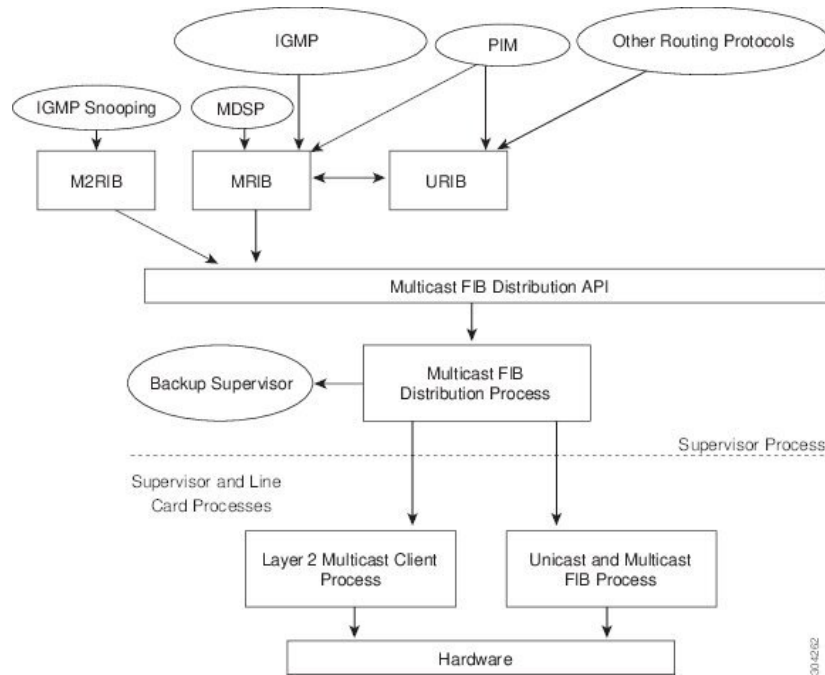 IGMP
PIM
Other Routing Protocols
IGMP Snooping
MDSP
M2RIB
MRIB
URIB
Multicast FIB Distribution API
Backup Supervisor
Multicast FIB
Distribution Process
Supervisor Process
Supervisor and Line
Card Processes
Layer 2 Multicast Client
Process
Unicast and Multicast
FIB Process
Hardware
304262